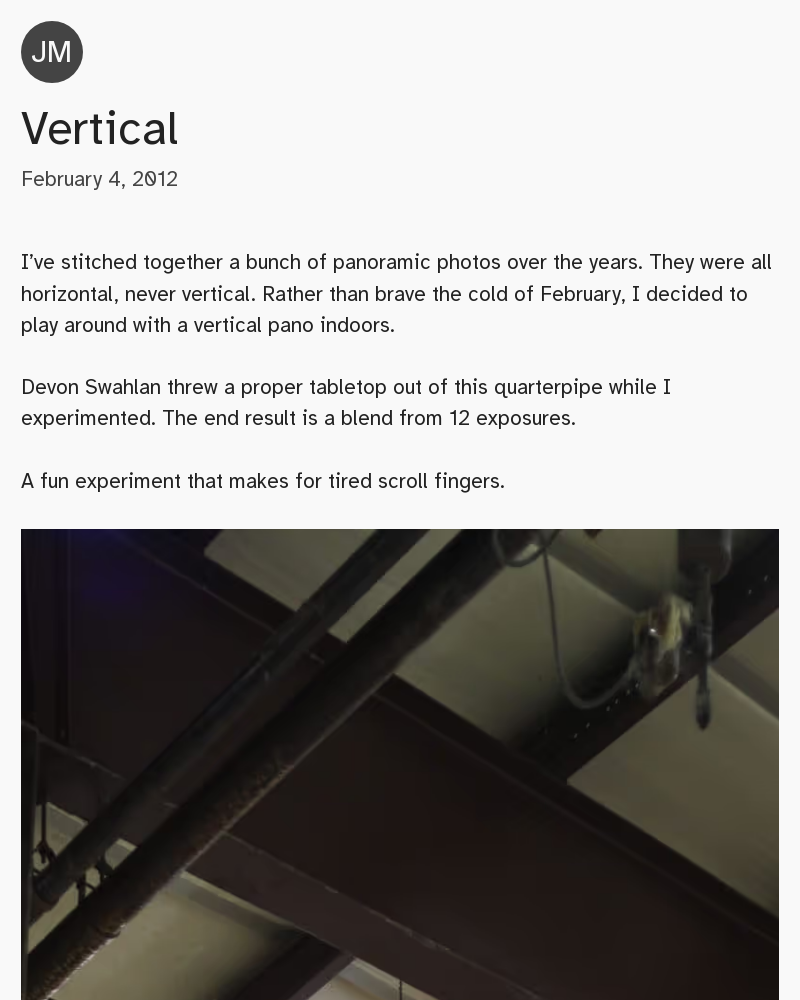 JM
Vertical
February 4, 2012
I’ve stitched together a bunch of panoramic photos over the years. They were all
horizontal, never vertical. Rather than brave the cold of February, I decided to
play around with a vertical pano indoors.
Devon Swahlan threw a proper tabletop out of this quarterpipe while I
experimented. The end result is a blend from 12 exposures.
A fun experiment that makes for tired scroll fingers.